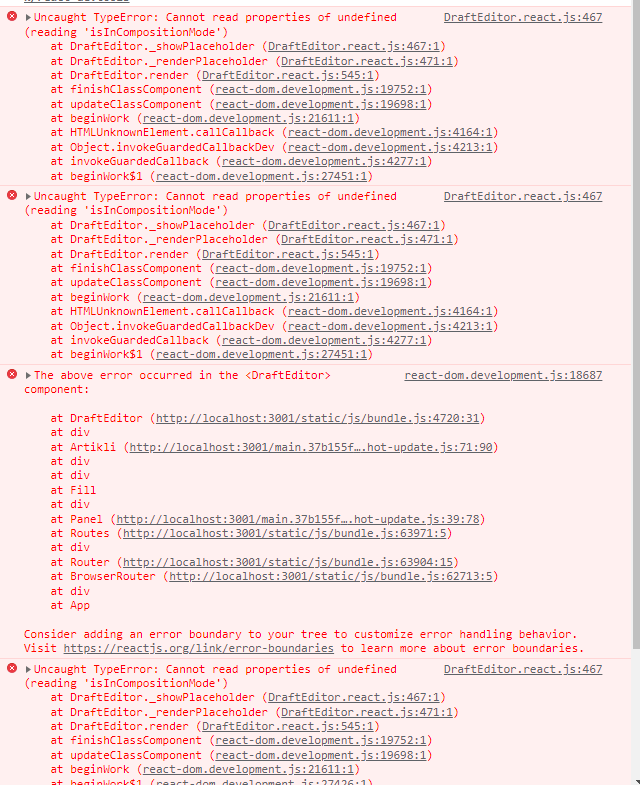 Uncaught TypeError: Cannot read properties of undefined DraftEditor.react.js:467
(reading 'isInCompositionMode')
at DraftEditor._showPlaceholder (DraftEditor.react.js:467:1)
at DraftEditor._renderPlaceholder (DraftEditor.react.js:471:1)
at DraftEditor.render (DraftEditor.react.js:545:1)
at finishClassComponent (react-dom.development.js:19752:1)
at updateClassComponent (react-dom.development.js:19698:1)
at beginWork (react-dom.development.js:21611:1)
at HTMLUnknownElement.callCallback (react-dom.development.js:4164:1)
at Object.invokeGuardedCallbackDev (react-dom.development.js:4213:1)
at invokeGuardedCallback (react-dom.development.js:4277:1)
at beginWork$1 (react-dom.development.js:27451:1)
Uncaught TypeError: Cannot read properties of undefined DraftEditor.react.js:467
(reading 'isInCompositionMode')
at DraftEditor._showPlaceholder (DraftEditor.react.js:467:1)
at DraftEditor._renderPlaceholder (DraftEditor.react.js:471:1)
at DraftEditor.render (DraftEditor.react.js:545:1)
at finishClassComponent (react-dom.development.js:19752:1)
at updateClassComponent (react-dom.development.js:19698:1)
at beginWork (react-dom.development.js:21611:1)
at HTMLUnknownElement.callCallback (react-dom.development.js:4164:1)
at Object.invokeGuardedCallbackDev (react-dom.development.js:4213:1)
at invokeGuardedCallback (react-dom.development.js:4277:1)
at beginWork$1 (react-dom.development.js:27451:1)
The above error occurred in the <DraftEditor> react-dom.development.js:18687
component:
at DraftEditor (http://localhost:3001/static/js/bundle.js:4720:31)
at div
at Artikli (http://localhost:3001/main.37b155f….hot-update.js:71:90)
at div
at div
at Fill
at div
at Panel (http://localhost:3001/main.37b155f….hot-update.js:39:78)
at Routes (http://localhost:3001/static/js/bundle.js:63971:5)
at div
at Router (http://localhost:3001/static/js/bundle.js:63904:15)
at BrowserRouter (http://localhost:3001/static/js/bundle.js:62713:5)
at div
at App
Consider adding an error boundary to your tree to customize error handling behavior.
Visit https://reactjs.org/link/error-boundaries to learn more about error boundaries.
Uncaught TypeError: Cannot read properties of undefined DraftEditor.react.js:467
(reading 'isInCompositionMode')
at DraftEditor._showPlaceholder (DraftEditor.react.js:467:1)
at DraftEditor._renderPlaceholder (DraftEditor.react.js:471:1)
at DraftEditor.render (DraftEditor.react.js:545:1)
at finishClassComponent (react-dom.development.js:19752:1)
at updateClassComponent (react-dom.development.js:19698:1)
at beginWork (react-dom.development.js:21611:1)
at beginWork$1 (react-dom.development.js:27426:1)